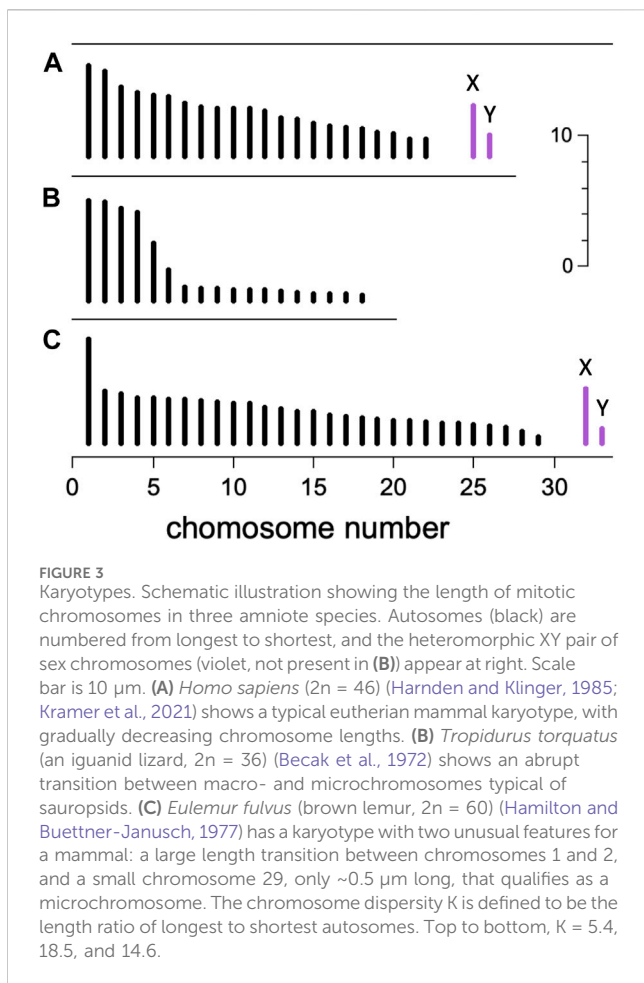 A
X
Y
10
0
B
C
X
Y
0 5 10 15 20 25 30
chomosome number
FIGURE 3
Karyotypes. Schematic illustration showing the length of mitotic
chromosomes in three amniote species. Autosomes (black) are
numbered from longest to shortest, and the heteromorphic XY pair of
sex chromosomes (violet, not present in (B)) appear at right. Scale
bar is 10 µm. (A) Homo sapiens (2n = 46) (Harnden and Klinger, 1985;
Kramer et al., 2021) shows a typical eutherian mammal karyotype, with
gradually decreasing chromosome lengths. (B) Tropidurus torquatus
(an iguanid lizard, 2n = 36) (Becak et al., 1972) shows an abrupt
transition between macro- and microchromosomes typical of
sauropsids. (C) Eulemur fulvus (brown lemur, 2n = 60) (Hamilton and
Buettner-Janusch, 1977) has a karyotype with two unusual features for
a mammal: a large length transition between chromosomes 1 and 2,
and a small chromosome 29, only ~0.5 µm long, that qualifies as a
microchromosome. The chromosome dispersity K is defined to be the
length ratio of longest to shortest autosomes. Top to bottom, K = 5.4,
18.5, and 14.6.